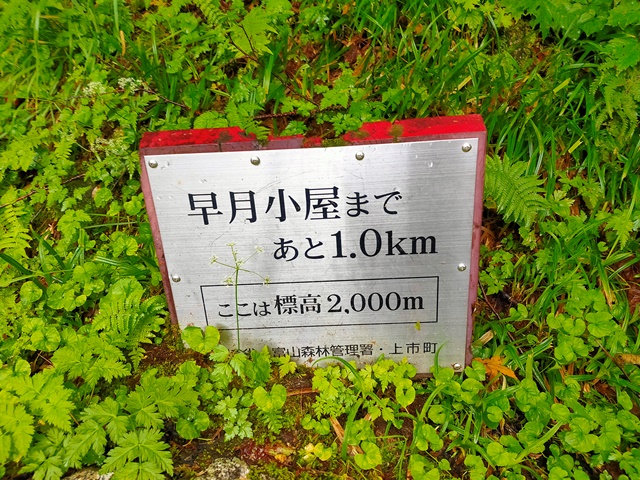 早月小屋まで
あと1.0km
ここは標高2,000m
富山森林管理署・上市町